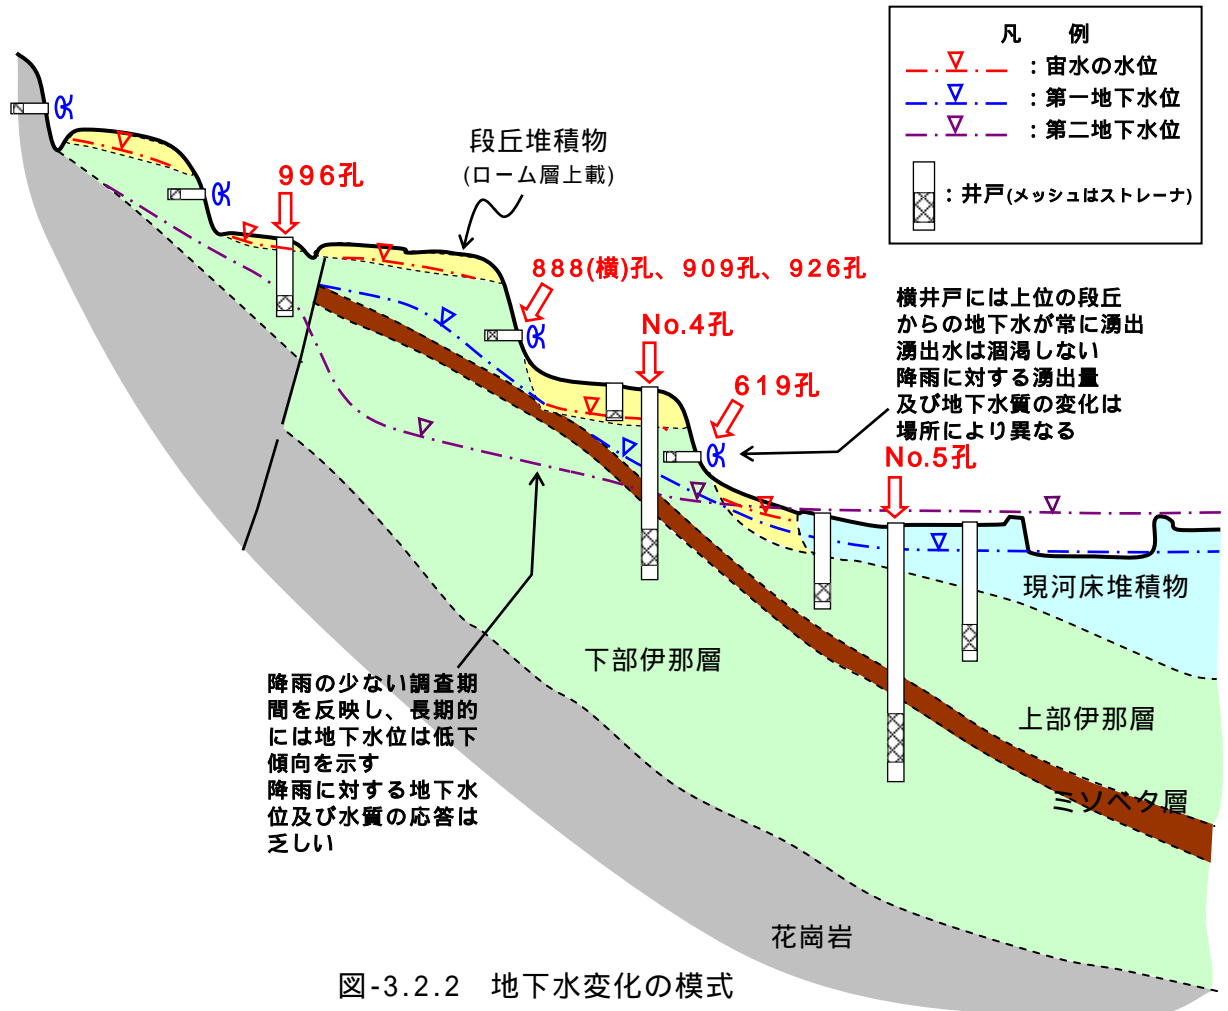 凡　例
：宙水の水位
：第一地下水位
：第二地下水位
：井戸(メッシュはストレーナ)
段丘堆積物
(ローム層上載)
996孔
888(横)孔、909孔、926孔
No.4孔
619孔
横井戸には上位の段丘
からの地下水が常に湧出
湧出水は涸渇しない
降雨に対する湧出量
及び地下水質の変化は
場所により異なる
No.5孔
現河床堆積物
下部伊那層
上部伊那層
ミソベタ層
降雨の少ない調査期
間を反映し、長期的
には地下水位は低下
傾向を示す
降雨に対する地下水
位及び水質の応答は
乏しい
花崗岩
図-3.2.2　地下水変化の模式